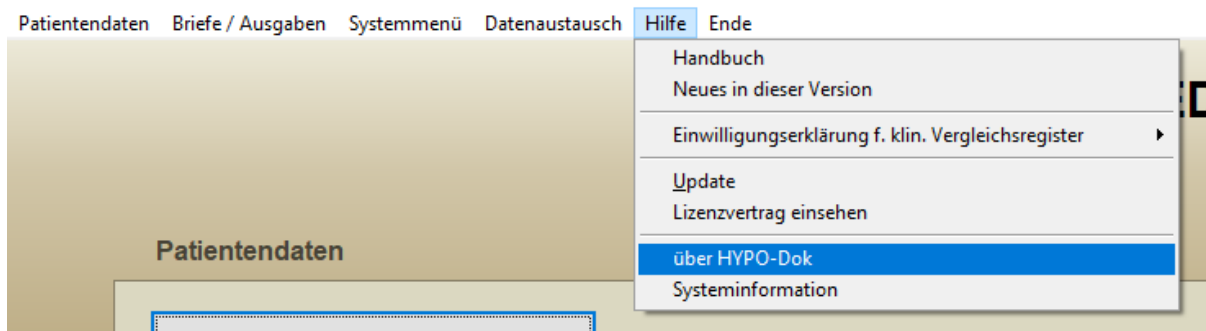 Patientendaten Briefe / Ausgaben Systemmenü Datenaustausch Hilfe Ende
Handbuch
Neues in dieser Version
Einwilligungserklärung f. klin. Vergleichsregister
Update
Lizenzvertrag einsehen
über HYPO-Dok
Systeminformation
Patientendaten